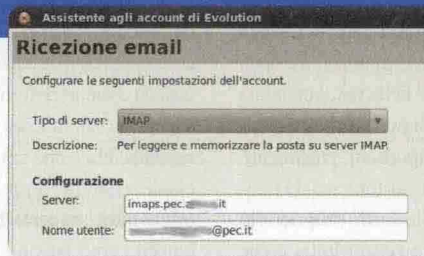 Assistente agli account di Evolution
Ricezione email
Configurare le seguenti impostazioni dell'account.
Tipo di server: IMAP
Descrizione: Per leggere e memorizzare la posta su server IMAP.
Configurazione
Server: imaps.pec.
Nome utente: @pec.it